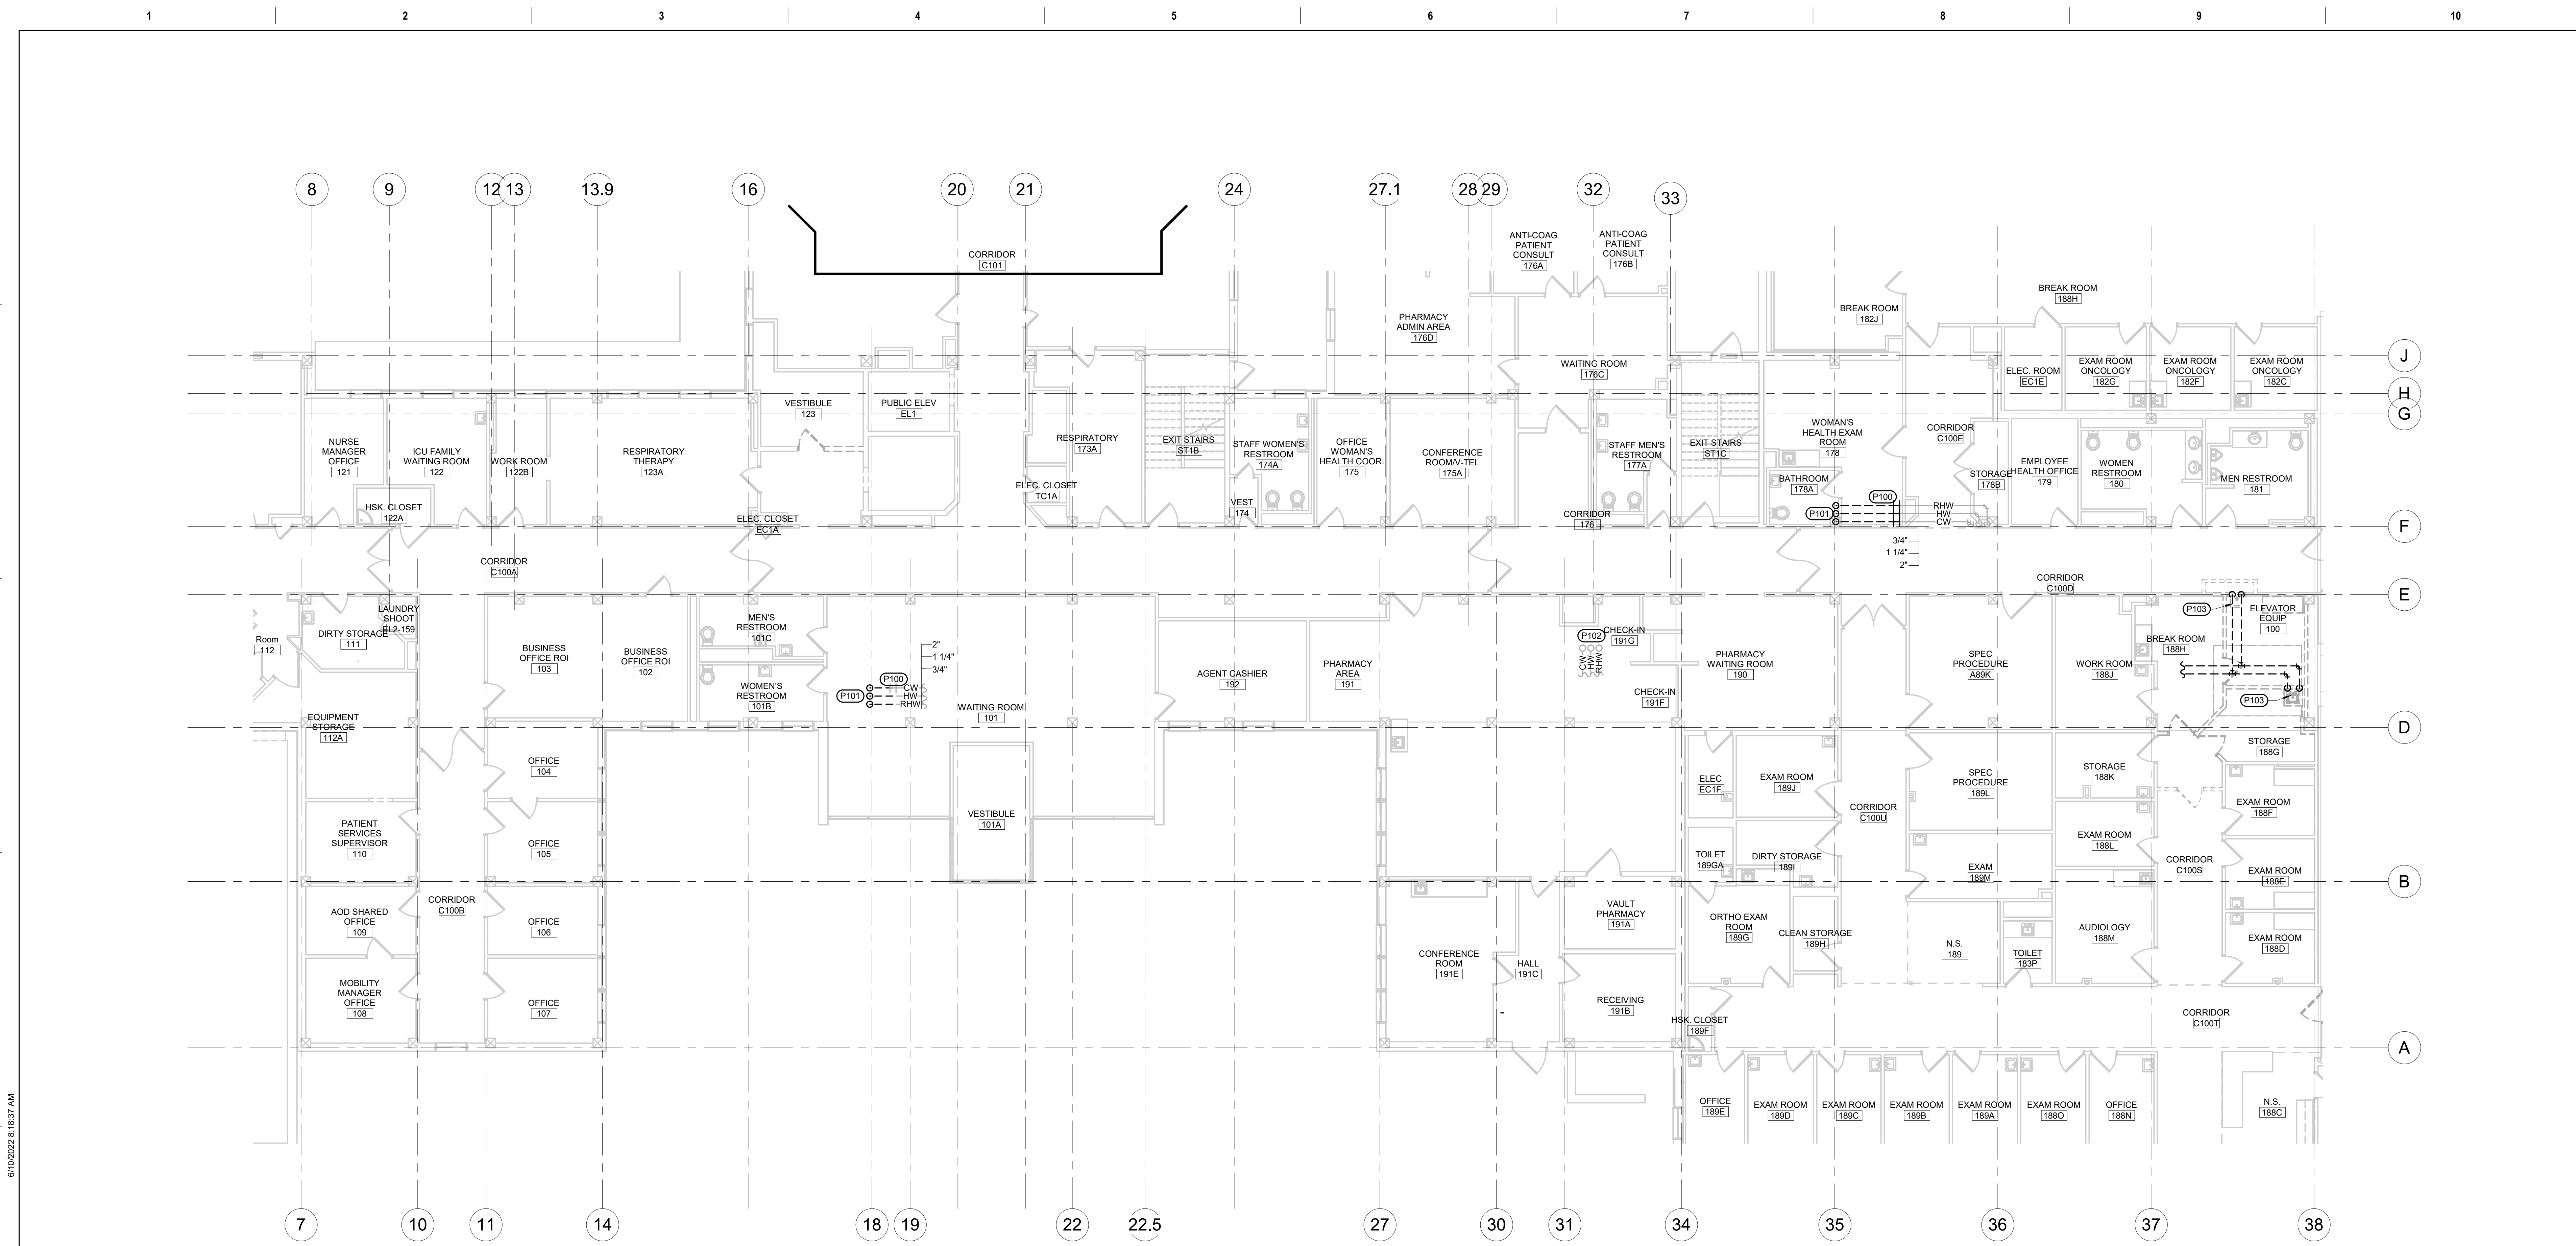 1
2
3
4
5
6
7
8
9
10
8
9
12
13
13.9
16
20
21
24
27.1
28
29
32
33
CORRIDOR
C101
ANTI-COAG
PATIENT
CONSULT
176A
ANTI-COAG
PATIENT
CONSULT
176B
BREAK ROOM
188H
BREAK ROOM
182J
PHARMACY
ADMIN AREA
176D
WAITING ROOM
176C
ELEC. ROOM
EC1E
EXAM ROOM
ONCOLOGY
182G
EXAM ROOM
ONCOLOGY
182F
EXAM ROOM
ONCOLOGY
182C
J
H
G
VESTIBULE
123
PUBLIC ELEV
EL1
NURSE
MANAGER
OFFICE
121
ICU FAMILY
WAITING ROOM
122
WORK ROOM
122B
RESPIRATORY
THERAPY
123A
RESPIRATORY
173A
EXIT STAIRS
ST1B
STAFF WOMEN'S
RESTROOM
174A
OFFICE
WOMAN'S
HEALTH COOR.
175
CONFERENCE
ROOM/V-TEL
175A
STAFF MEN'S
RESTROOM
177A
EXIT STAIRS
ST1C
WOMAN'S
HEALTH EXAM
ROOM
178
CORRIDOR
C100E
STORAGE
178B
EMPLOYEE
HEALTH OFFICE
179
WOMEN
RESTROOM
180
MEN RESTROOM
181
BATHROOM
178A
P100
P101
RHW
HW
CW
3/4"
1 1/4"
2"
HSK. CLOSET
122A
ELEC. CLOSET
EC1A
ELEC. CLOSET
TC1A
VEST
174
CORRIDOR
176
F
CORRIDOR
C100A
CORRIDOR
C100D
E
Room
112
DIRTY STORAGE
111
LAUNDRY
SHOOT
EL2-159
BUSINESS
OFFICE ROI
103
BUSINESS
OFFICE ROI
102
MEN'S
RESTROOM
101C
WOMEN'S
RESTROOM
101B
2"
1 1/4"
3/4"
P100
P101
CW
HW
RHW
WAITING ROOM
101
AGENT CASHIER
192
PHARMACY
AREA
191
P102
CW
HW
RHW
CHECK-IN
191G
CHECK-IN
191F
PHARMACY
WAITING ROOM
190
SPEC
PROCEDURE
A89K
WORK ROOM
188J
BREAK ROOM
188H
P103
ELEVATOR
EQUIP
100
P103
D
EQUIPMENT
STORAGE
112A
OFFICE
104
ELEC
EC1F
EXAM ROOM
189J
SPEC
PROCEDURE
189L
STORAGE
188K
STORAGE
188G
VESTIBULE
101A
CORRIDOR
C100U
EXAM ROOM
188F
PATIENT
SERVICES
SUPERVISOR
110
OFFICE
105
EXAM ROOM
188L
TOILET
189GA
DIRTY STORAGE
189I
EXAM
189M
CORRIDOR
C100S
EXAM ROOM
188E
B
CORRIDOR
C100B
AOD SHARED
OFFICE
109
OFFICE
106
VAULT
PHARMACY
191A
ORTHO EXAM
ROOM
189G
CLEAN STORAGE
189H
N.S.
189
TOILET
183P
AUDIOLOGY
188M
EXAM ROOM
188D
CONFERENCE
ROOM
191E
HALL
191C
MOBILITY
MANAGER
OFFICE
108
OFFICE
107
RECEIVING
191B
HSK. CLOSET
189F
CORRIDOR
C100T
A
OFFICE
189E
EXAM ROOM
189D
EXAM ROOM
189C
EXAM ROOM
189B
EXAM ROOM
189A
EXAM ROOM
188O
OFFICE
188N
N.S.
188C
6/10/2022 8:18:37 AM
7
10
11
14
18
19
22
22.5
27
30
31
34
35
36
37
38